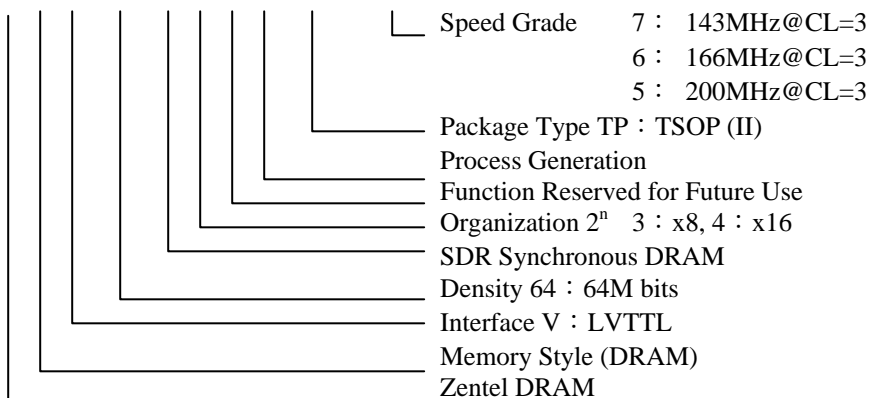 Speed Grade 7： 143MHz@CL=3
6： 166MHz@CL=3
5： 200MHz@CL=3
Package Type TP：TSOP (II)
Process Generation
Function Reserved for Future Use
Organization 2ⁿ 3：x8, 4：x16
SDR Synchronous DRAM
Density 64：64M bits
Interface V：LVTTL
Memory Style (DRAM)
Zentel DRAM